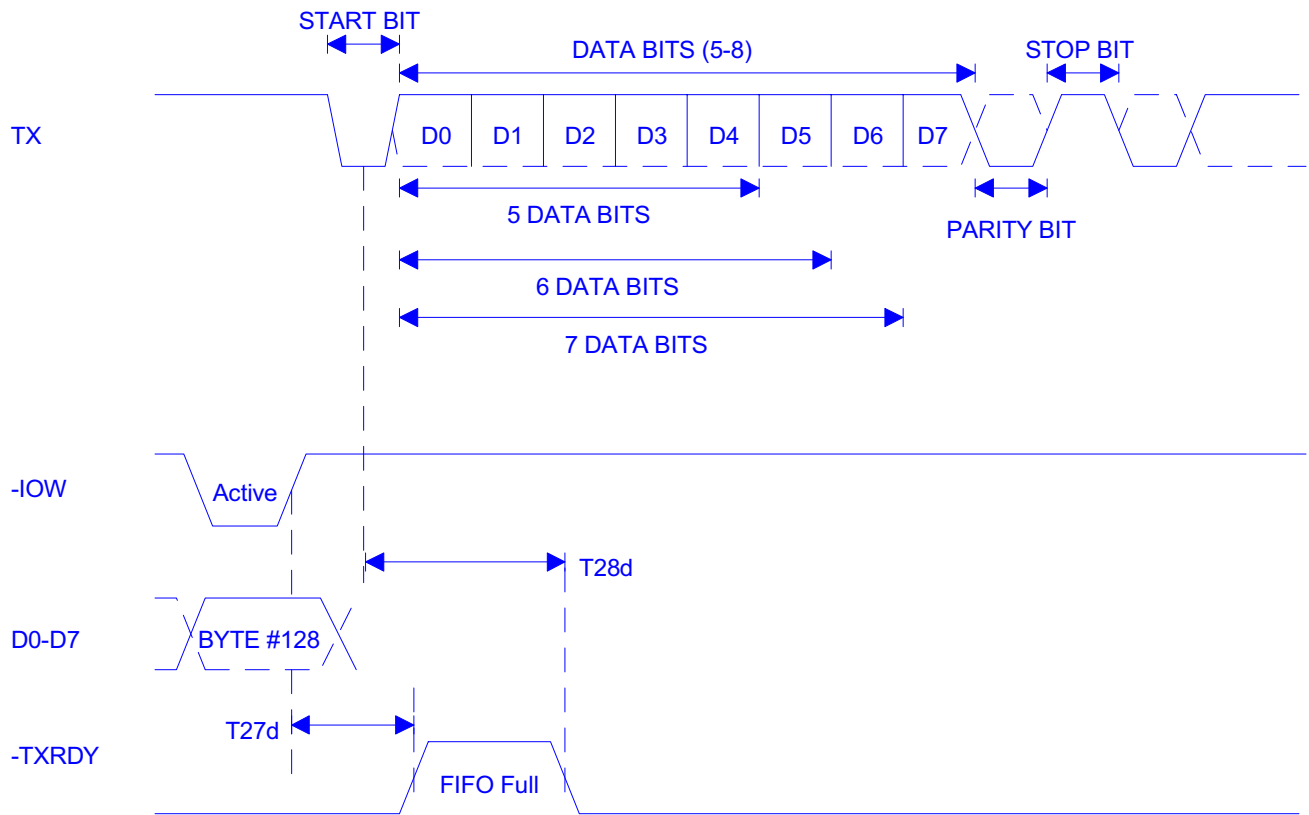 START BIT
DATA BITS (5-8)
STOP BIT
TX
D0 D1 D2 D3 D4 D5 D6 D7
5 DATA BITS
PARITY BIT
6 DATA BITS
7 DATA BITS
-IOW
Active
T28d
D0-D7
BYTE #128
T27d
-TXRDY
FIFO Full